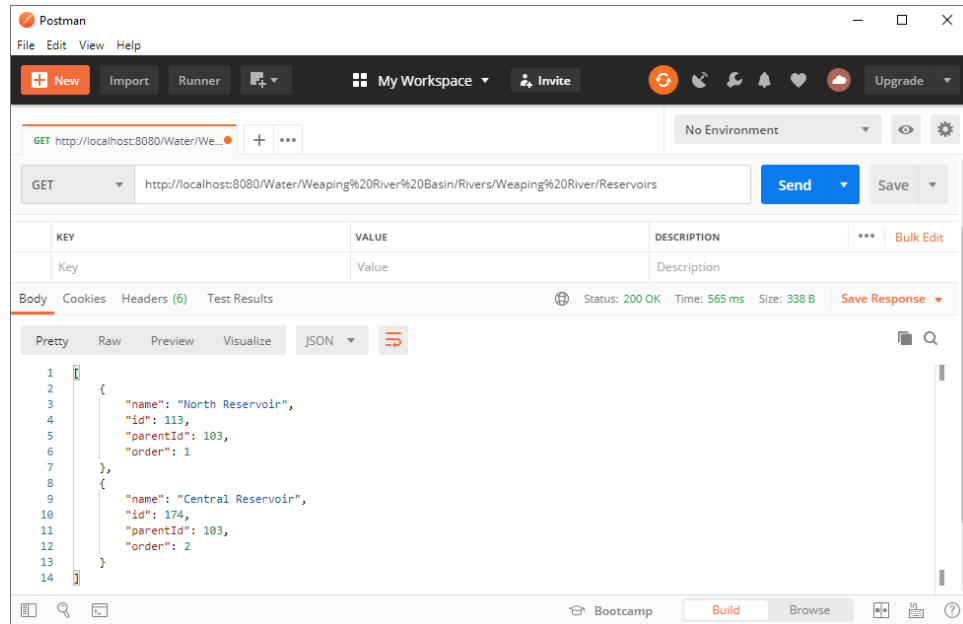 Postman
File Edit View Help
New Import Runner My Workspace Invite Upgrade
GET http://localhost:8080/Water/We... No Environment
GET http://localhost:8080/Water/Weaping%20River%20Basin/Rivers/Weaping%20River/Reservoirs Send Save
KEY VALUE DESCRIPTION Bulk Edit
Key Value Description
Body Cookies Headers (6) Test Results Status: 200 OK Time: 565 ms Size: 338 B Save Response
Pretty Raw Preview Visualize JSON
1 [
2 {
3 "name": "North Reservoir",
4 "id": 113,
5 "parentId": 103,
6 "order": 1
7 },
8 {
9 "name": "Central Reservoir",
10 "id": 174,
11 "parentId": 103,
12 "order": 2
13 }
14 ]
Bootcamp Build Browse